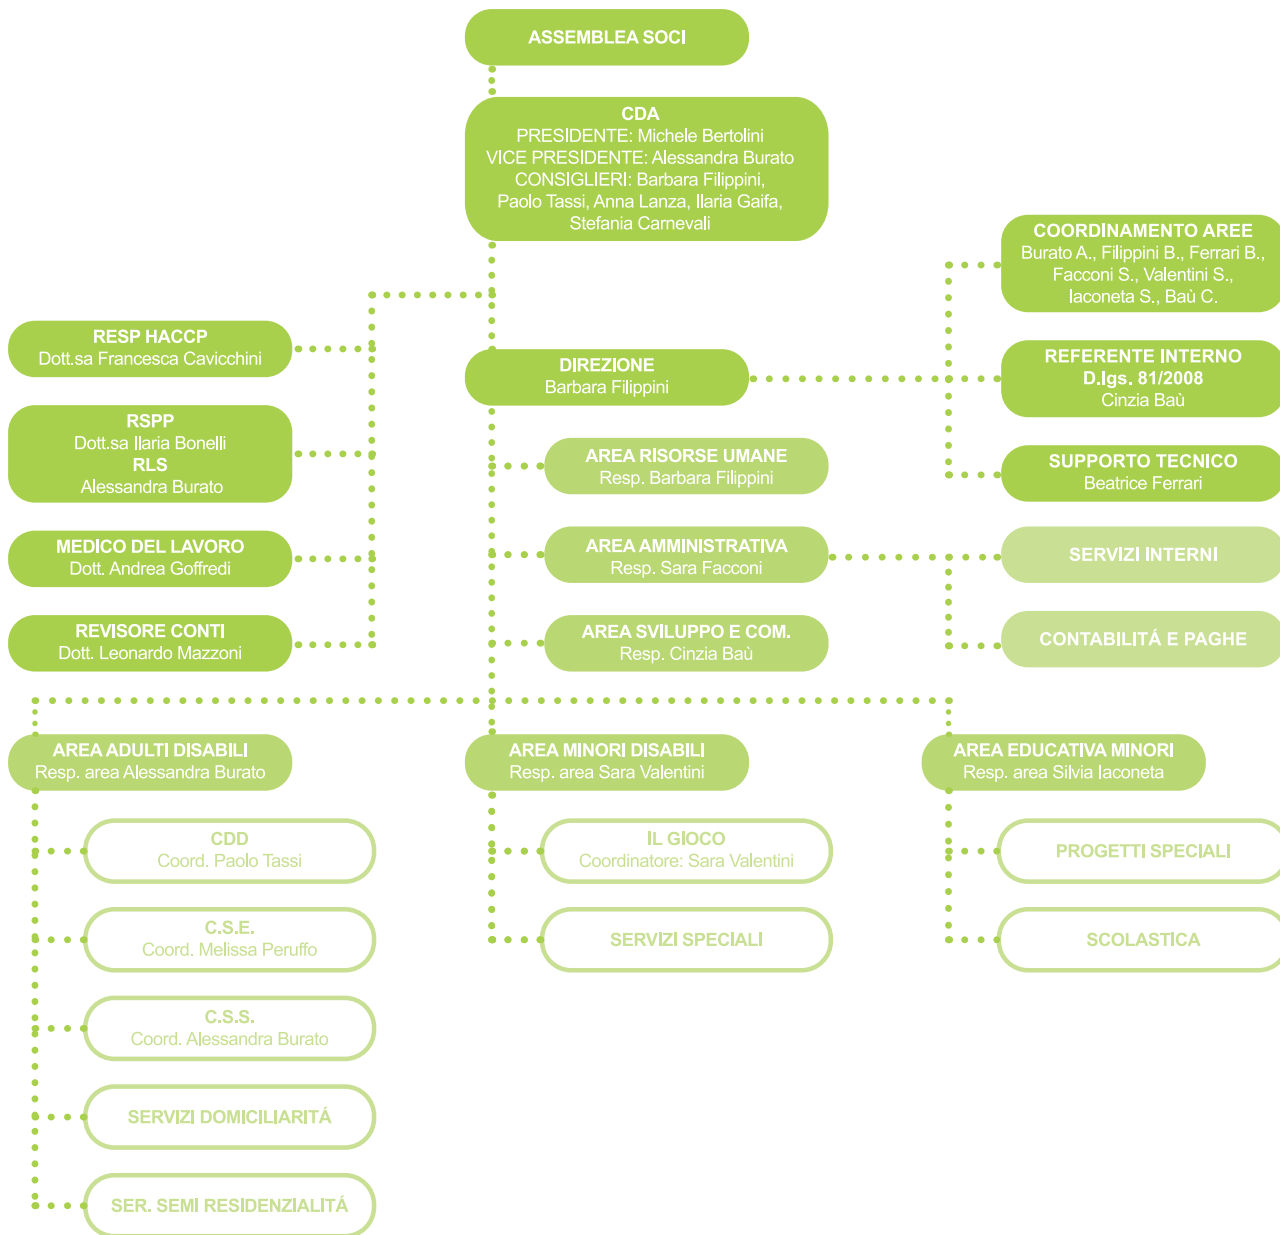 ASSEMBLEA SOCI
CDA
PRESIDENTE: Michele Bertolini
VICE PRESIDENTE: Alessandra Burato
CONSIGLIERI: Barbara Filippini,
Paolo Tassi, Anna Lanza, Ilaria Gaifa,
Stefania Carnevali
COORDINAMENTO AREE
Burato A., Filippini B., Ferrari B.,
Facconi S., Valentini S.,
Iaconeta S., Baù C.
RESP HACCP
Dott.sa Francesca Cavicchini
DIREZIONE
Barbara Filippini
REFERENTE INTERNO
D.lgs. 81/2008
Cinzia Baù
RSPP
Dott.sa Ilaria Bonelli
RLS
Alessandra Burato
AREA RISORSE UMANE
Resp. Barbara Filippini
SUPPORTO TECNICO
Beatrice Ferrari
MEDICO DEL LAVORO
Dott. Andrea Goffredi
AREA AMMINISTRATIVA
Resp. Sara Facconi
SERVIZI INTERNI
REVISORE CONTI
Dott. Leonardo Mazzoni
AREA SVILUPPO E COM.
Resp. Cinzia Baù
CONTABILITÁ E PAGHE
AREA ADULTI DISABILI
Resp. area Alessandra Burato
AREA MINORI DISABILI
Resp. area Sara Valentini
AREA EDUCATIVA MINORI
Resp. area Silvia Iaconeta
CDD
Coord. Paolo Tassi
IL GIOCO
Coordinatore: Sara Valentini
PROGETTI SPECIALI
C.S.E.
Coord. Melissa Peruffo
SERVIZI SPECIALI
SCOLASTICA
C.S.S.
Coord. Alessandra Burato
SERVIZI DOMICILIARITÁ
SER. SEMI RESIDENZIALITÁ